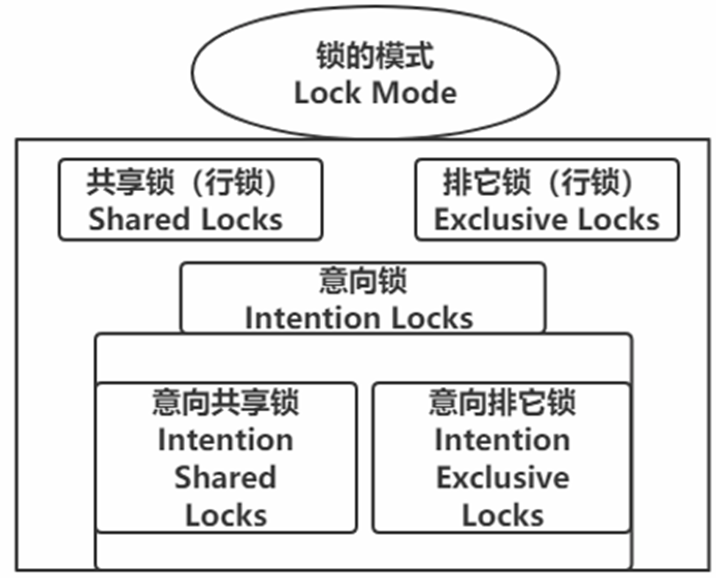 锁的模式
Lock Mode
共享锁（行锁）
Shared Locks
排它锁（行锁）
Exclusive Locks
意向锁
Intention Locks
意向共享锁
Intention
Shared
Locks
意向排它锁
Intention
Exclusive
Locks